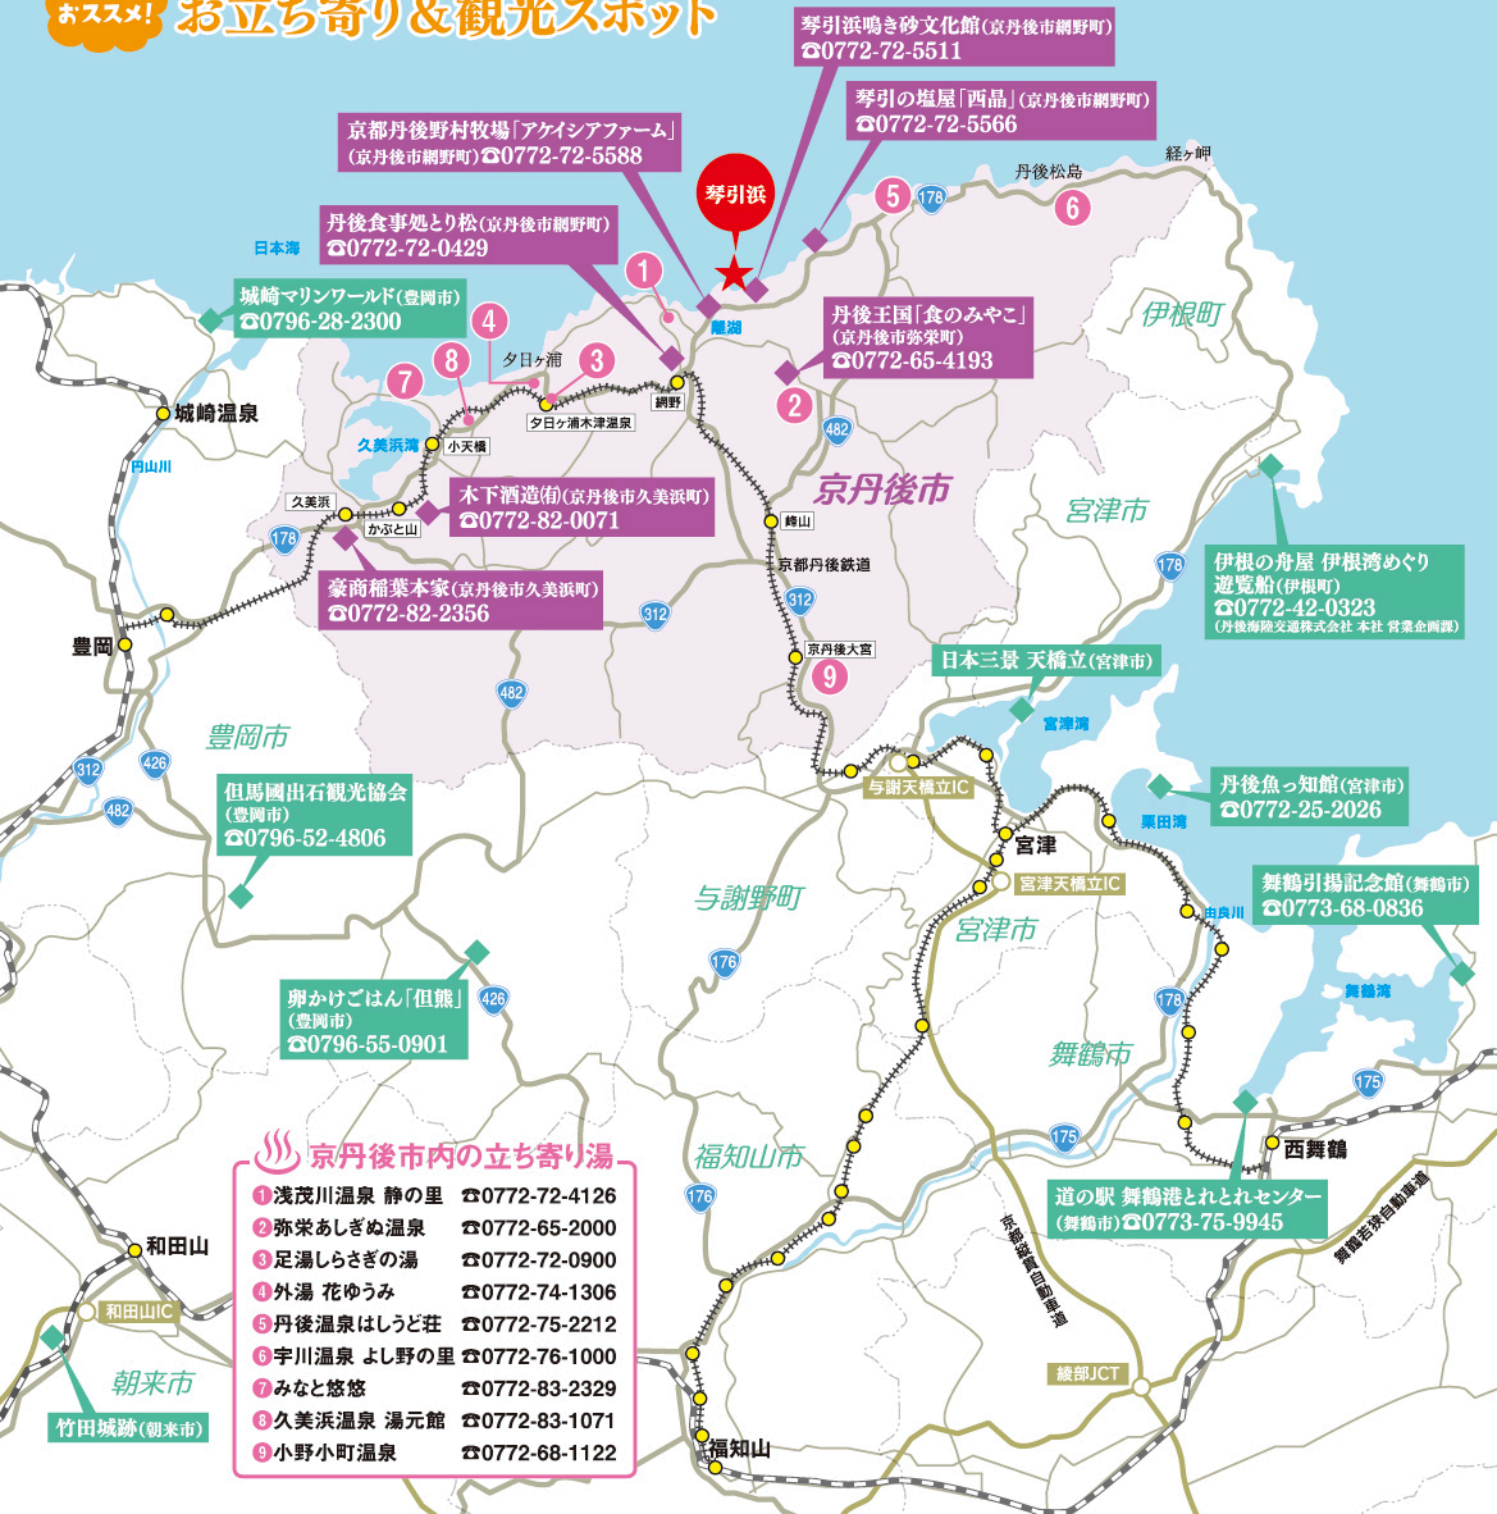 おススメ!
お立ち寄り&観光スポット
琴引浜鳴き砂文化館(京丹後市網野町)
☎0772-72-5511
琴引の塩屋「西晶」(京丹後市網野町)
☎0772-72-5566
京都丹後野村牧場「アケイシアファーム」
(京丹後市網野町)☎0772-72-5588
丹後食事処とり松(京丹後市網野町)
☎0772-72-0429
琴引浜
経ヶ岬
丹後松島
5
178
6
日本海
1
城崎マリンワールド(豊岡市)
☎0796-28-2300
4
離湖
丹後王国「食のみやこ」
(京丹後市弥栄町)
☎0772-65-4193
伊根町
8
夕日ヶ浦
3
7
2
網野
城崎温泉
夕日ヶ浦木津温泉
482
久美浜湾
小天橋
円山川
京丹後市
宮津市
久美浜
木下酒造㈲(京丹後市久美浜町)
☎0772-82-0071
かぶと山
峰山
178
京都丹後鉄道
178
伊根の舟屋 伊根湾めぐり
遊覧船(伊根町)
☎0772-42-0323
(丹後海陸交通株式会社 本社 営業企画課)
豪商稲葉本家(京丹後市久美浜町)
☎0772-82-2356
312
312
豊岡
京丹後大宮
9
日本三景 天橋立(宮津市)
482
宮津湾
豊岡市
312
426
482
与謝天橋立IC
丹後魚っ知館(宮津市)
☎0772-25-2026
栗田湾
但馬國出石観光協会
(豊岡市)
☎0796-52-4806
宮津
宮津天橋立IC
舞鶴引揚記念館(舞鶴市)
☎0773-68-0836
与謝野町
宮津市
由良川
176
卵かけごはん「但熊」
(豊岡市)
☎0796-55-0901
426
178
舞鶴湾
舞鶴市
175
175
西舞鶴
福知山市
176
道の駅 舞鶴港とれとれセンター
(舞鶴市)☎0773-75-9945
京都縦貫自動車道
舞鶴若狭自動車道
京丹後市内の立ち寄り湯
1浅茂川温泉 静の里 ☎0772-72-4126
2弥栄あしぎぬ温泉 ☎0772-65-2000
3足湯しらさぎの湯 ☎0772-72-0900
4外湯 花ゆうみ ☎0772-74-1306
5丹後温泉はしうど荘 ☎0772-75-2212
6宇川温泉 よし野の里 ☎0772-76-1000
7みなと悠悠 ☎0772-83-2329
8久美浜温泉 湯元館 ☎0772-83-1071
9小野小町温泉 ☎0772-68-1122
和田山
和田山IC
朝来市
竹田城跡(朝来市)
綾部JCT
福知山